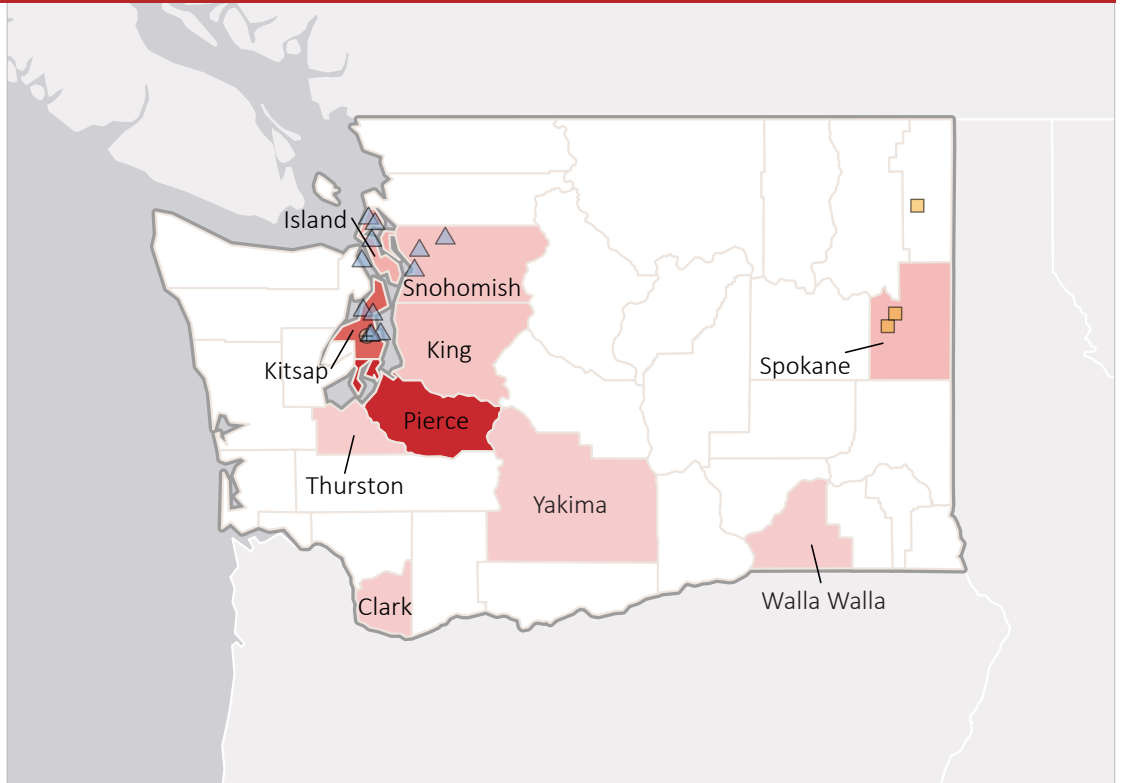 Island
Snohomish
King
Kitsap
Spokane
Pierce
Thurston
Yakima
Walla Walla
Clark